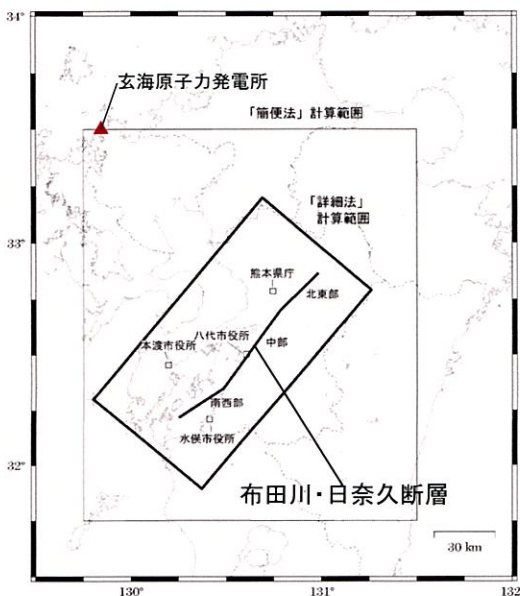 34°
玄海原子力発電所
「簡便法」計算範囲
33°
「詳細法」
計算範囲
熊本県庁
北東部
八代市役所
中部
本渡市役所
南西部
水俣市役所
32°
布田川・日奈久断層
30 km
130°
131°
132